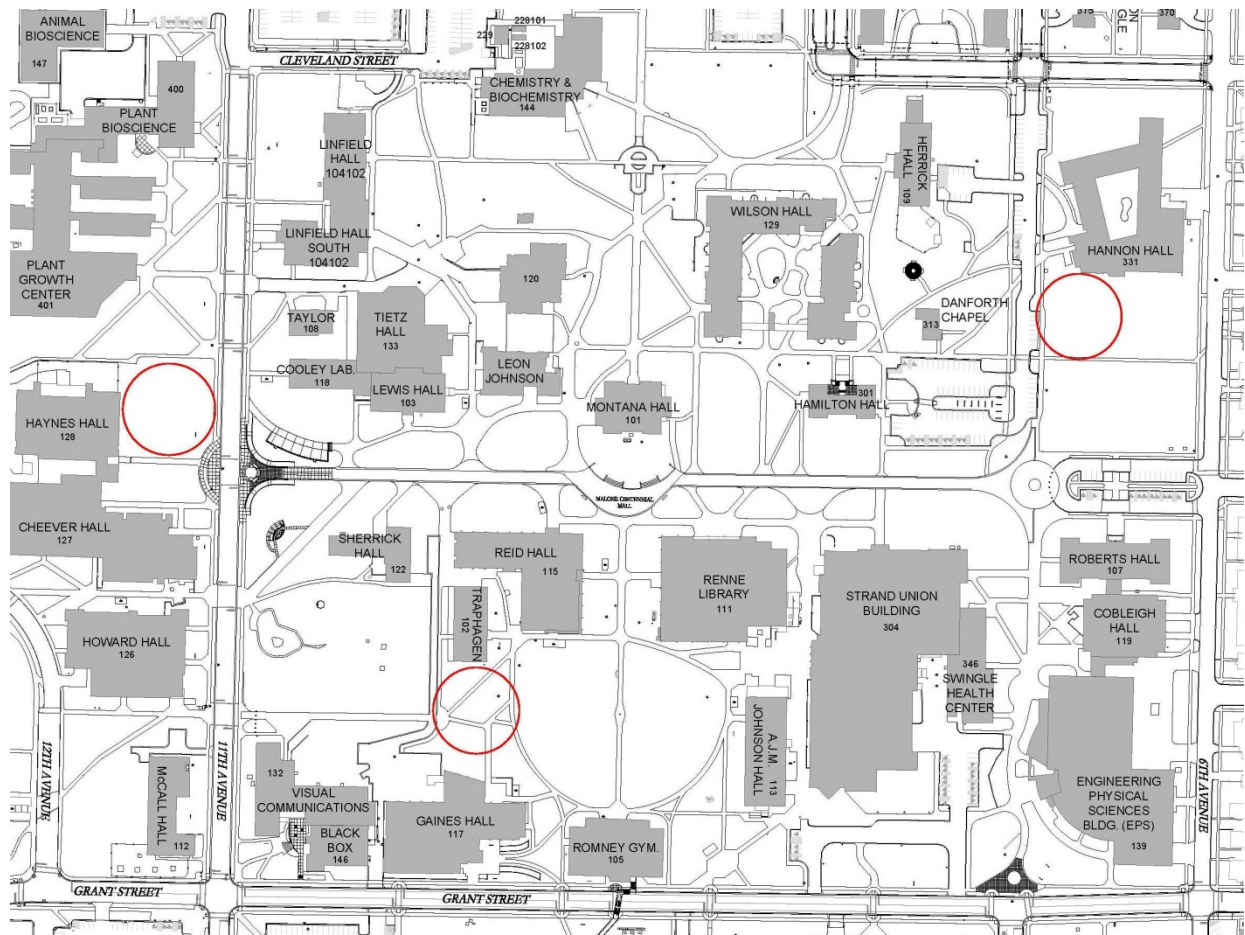 ANIMAL
BIOSCIENCE
147
400
PLANT
BIOSCIENCE
PLANT
GROWTH
CENTER
401
CLEVELAND STREET
229
228101
228102
CHEMISTRY &
BIOCHEMISTRY
144
375
370
LINFIELD
HALL
104102
LINFIELD HALL
SOUTH
104102
HERRICK
HALL 109
WILSON HALL
129
HANNON HALL
331
120
TAYLOR
108
TIETZ
HALL
133
COOLEY LAB.
118
LEWIS HALL
103
LEON
JOHNSON
DANFORTH
CHAPEL
313
MONTANA HALL
101
301
HAMILTON HALL
HAYNES HALL
128
MALONE CENTENNIAL
MALL
CHEEVER HALL
127
SHERRICK
HALL
122
REID HALL
115
RENNE
LIBRARY
111
STRAND UNION
BUILDING
304
ROBERTS HALL
107
COBLEIGH
HALL
119
TRAPHAGEN
102
HOWARD HALL
126
346
SWINGLE
HEALTH
CENTER
12TH AVENUE
11TH AVENUE
6TH AVENUE
A.J.M.
JOHNSON HALL
113
McCALL HALL
112
132
VISUAL
COMMUNICATIONS
BLACK
BOX
146
GAINES HALL
117
ROMNEY GYM.
105
ENGINEERING
PHYSICAL
SCIENCES
BLDG. (EPS)
139
GRANT STREET
GRANT STREET